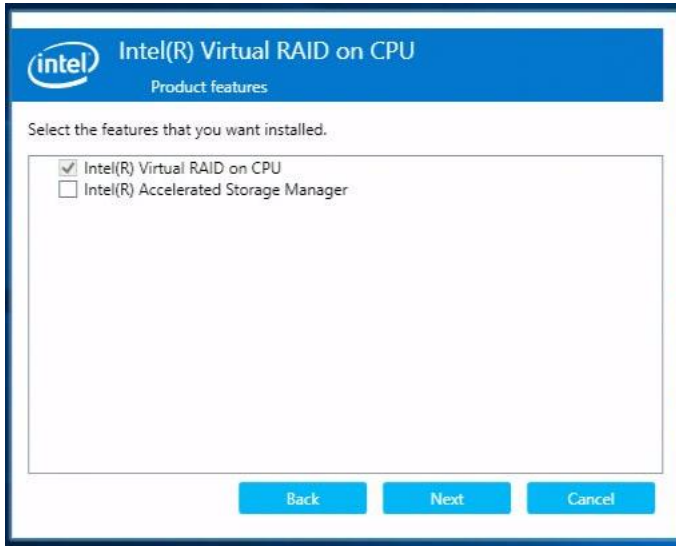 intel
Intel(R) Virtual RAID on CPU
Product features
Select the features that you want installed.
Intel(R) Virtual RAID on CPU
Intel(R) Accelerated Storage Manager
Back Next Cancel